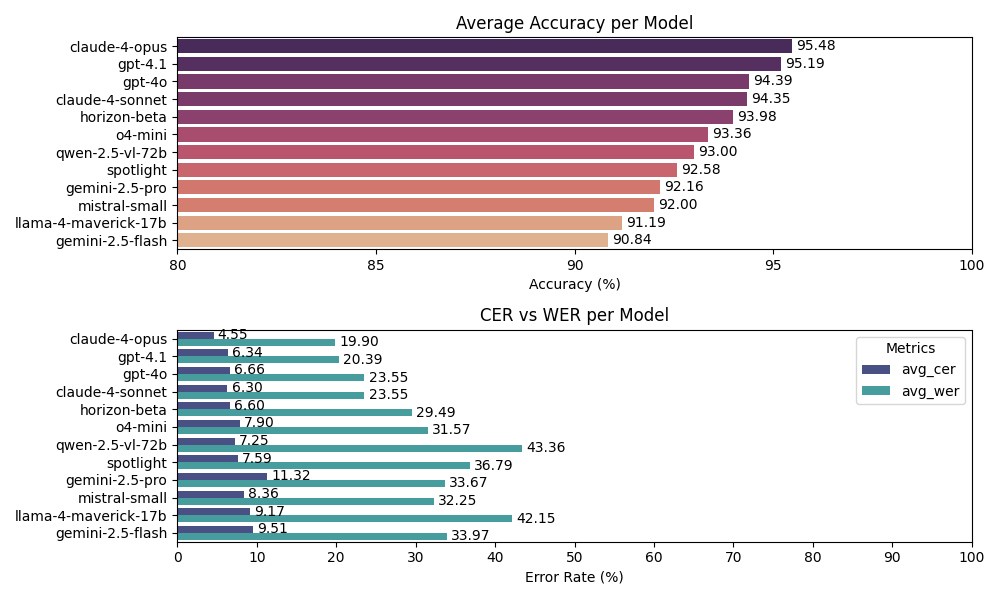 Average Accuracy per Model
claude-4-opus 95.48
gpt-4.1 95.19
gpt-4o 94.39
claude-4-sonnet 94.35
horizon-beta 93.98
o4-mini 93.36
qwen-2.5-vl-72b 93.00
spotlight 92.58
gemini-2.5-pro 92.16
mistral-small 92.00
llama-4-maverick-17b 91.19
gemini-2.5-flash 90.84
80 85 90 95 100
Accuracy (%)
CER vs WER per Model
Metrics
avg_cer
avg_wer
claude-4-opus 4.55 19.90
gpt-4.1 6.34 20.39
gpt-4o 6.66 23.55
claude-4-sonnet 6.30 23.55
horizon-beta 6.60 29.49
o4-mini 7.90 31.57
qwen-2.5-vl-72b 7.25 43.36
spotlight 7.59 36.79
gemini-2.5-pro 11.32 33.67
mistral-small 8.36 32.25
llama-4-maverick-17b 9.17 42.15
gemini-2.5-flash 9.51 33.97
0 10 20 30 40 50 60 70 80 90 100
Error Rate (%)